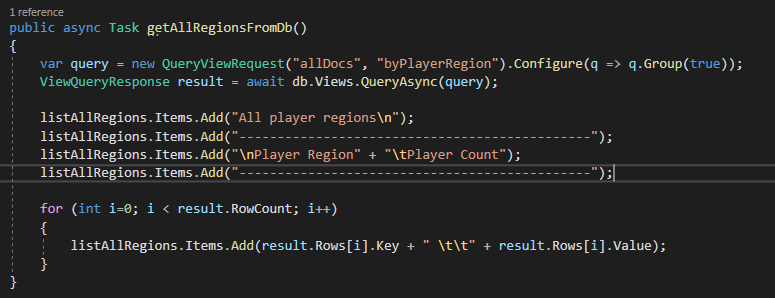 1 reference
public async Task getAllRegionsFromDb()
{
var query = new QueryViewRequest("allDocs", "byPlayerRegion").Configure(q => q.Group(true));
ViewQueryResponse result = await db.Views.QueryAsync(query);
listAllRegions.Items.Add("All player regions\n");
listAllRegions.Items.Add("----------------------------------------------");
listAllRegions.Items.Add("\nPlayer Region" + "\tPlayer Count");
listAllRegions.Items.Add("----------------------------------------------");
for (int i=0; i < result.RowCount; i++)
{
listAllRegions.Items.Add(result.Rows[i].Key + " \t\t" + result.Rows[i].Value);
}
}